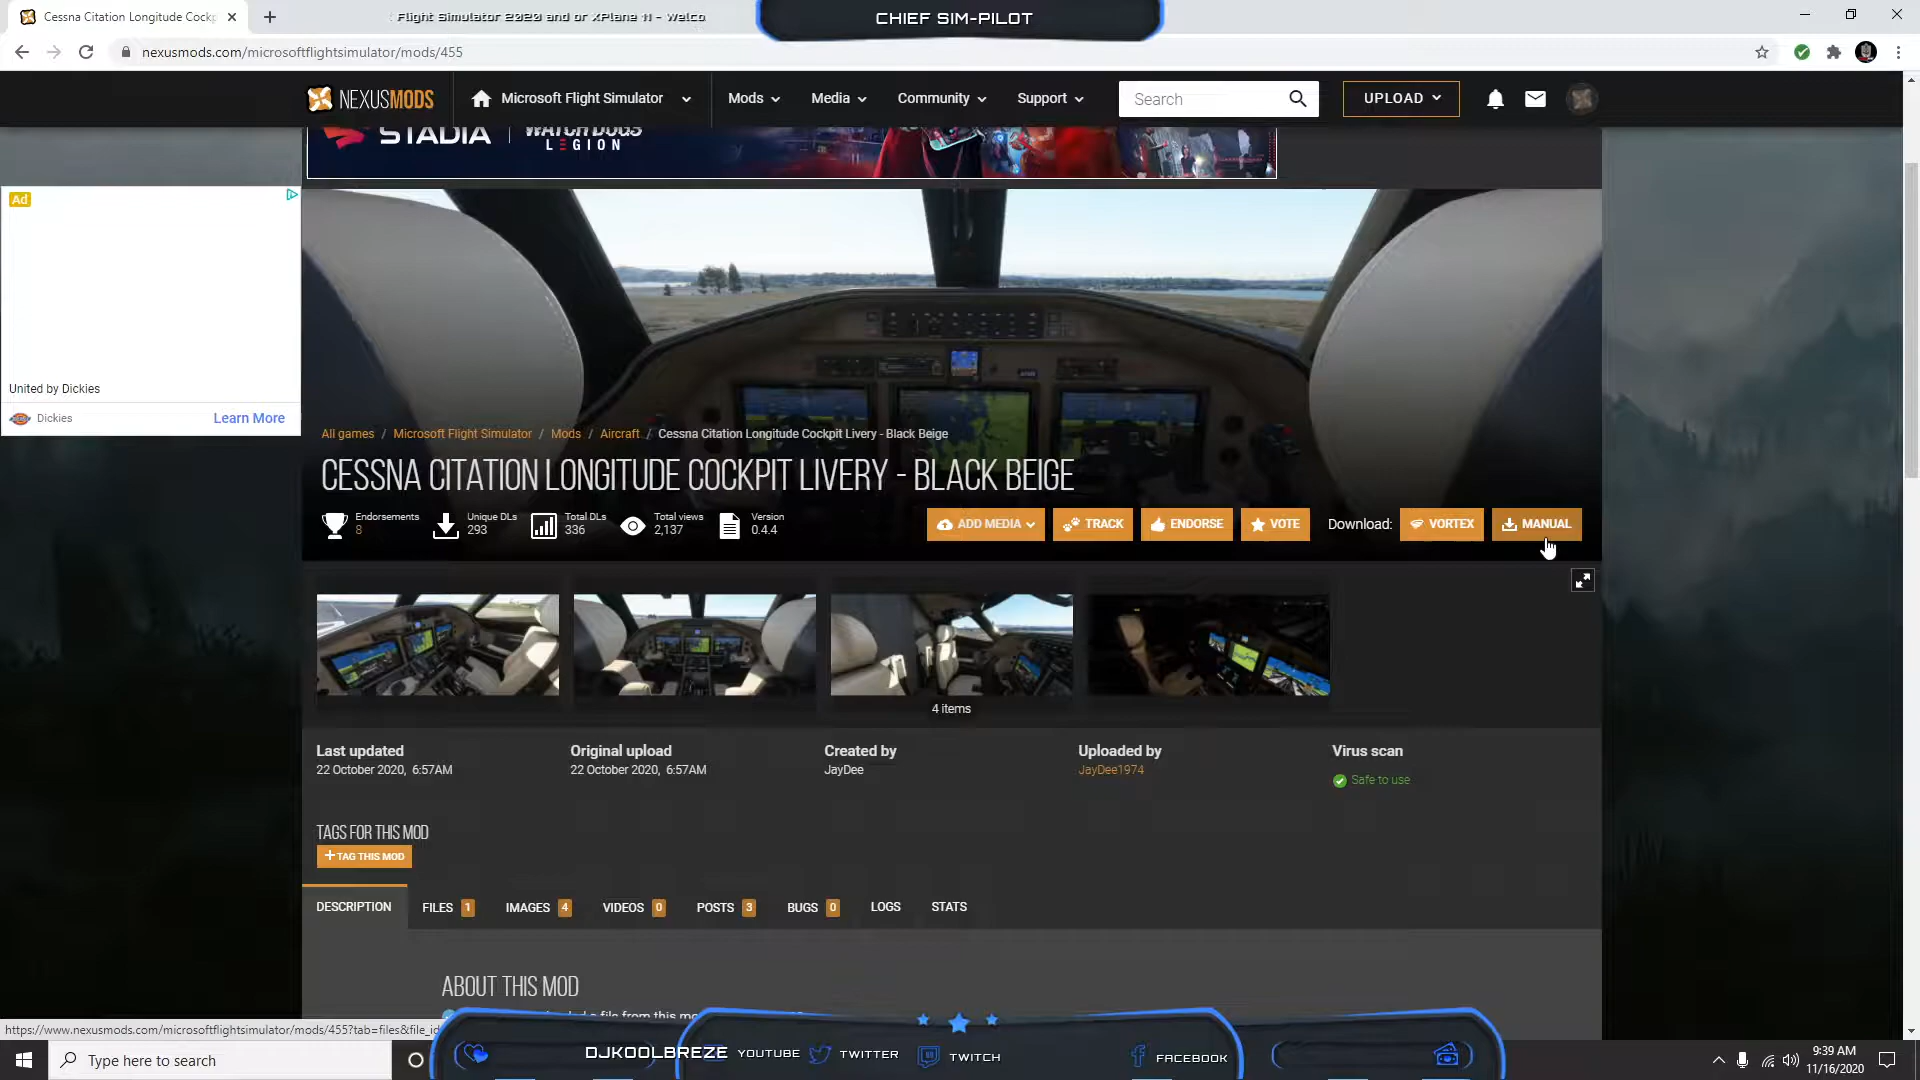 Cessna Citation Longitude Cockp
Flight Simulator 2020 and or XPlane 11 - Welco
CHIEF SIM-PILOT
nexusmods.com/microsoftflightsimulator/mods/455
NEXUSMODS
Microsoft Flight Simulator
Mods
Media
Community
Support
Search
UPLOAD
STADIA
WATCH DOGS
LEGION
Ad
United by Dickies
Dickies
Learn More
All games / Microsoft Flight Simulator / Mods / Aircraft / Cessna Citation Longitude Cockpit Livery - Black Beige
CESSNA CITATION LONGITUDE COCKPIT LIVERY - BLACK BEIGE
Endorsements
8
Unique DLs
293
Total DLs
336
Total views
2,137
Version
0.4.4
ADD MEDIA
TRACK
ENDORSE
VOTE
Download:
VORTEX
MANUAL
4 items
Last updated
22 October 2020, 6:57AM
Original upload
22 October 2020, 6:57AM
Created by
JayDee
Uploaded by
JayDee1974
Virus scan
Safe to use
TAGS FOR THIS MOD
+ TAG THIS MOD
DESCRIPTION
FILES 1
IMAGES 4
VIDEOS 0
POSTS 3
BUGS 0
LOGS
STATS
ABOUT THIS MOD
a file from this mo
https://www.nexusmods.com/microsoftflightsimulator/mods/455?tab=files&file_id
Type here to search
DJKOOLBREZE
YOUTUBE
TWITTER
TWITCH
FACEBOOK
9:39 AM
11/16/2020